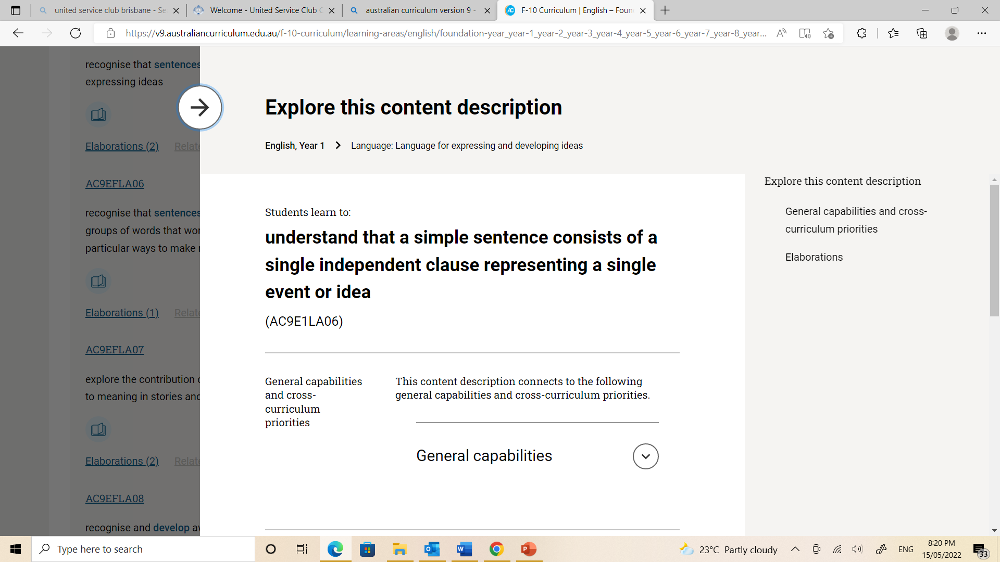 united service club brisbane - Se
Welcome - United Service Club
australian curriculum version 9 -
F-10 Curriculum | English – Foun
https://v9.australiancurriculum.edu.au/f-10-curriculum/learning-areas/english/foundation-year_year-1_year-2_year-3_year-4_year-5_year-6_year-7_year-8_year...
recognise that sentences
expressing ideas
Elaborations (2) Relate
AC9EFLA06
recognise that sentences
groups of words that wor
particular ways to make
Elaborations (1) Relate
AC9EFLA07
explore the contribution
to meaning in stories and
Elaborations (2) Relate
AC9EFLA08
recognise and develop aw
Explore this content description
English, Year 1 > Language: Language for expressing and developing ideas
Students learn to:
understand that a simple sentence consists of a
single independent clause representing a single
event or idea
(AC9E1LA06)
General capabilities
and cross-
curriculum
priorities
This content description connects to the following
general capabilities and cross-curriculum priorities.
General capabilities
Explore this content description
General capabilities and cross-
curriculum priorities
Elaborations
Type here to search
23°C Partly cloudy
ENG
8:20 PM
15/05/2022
33